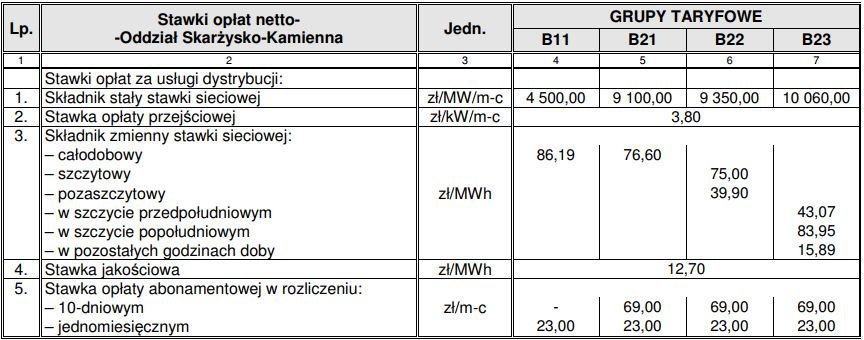 Lp. Stawki opłat netto- -Oddział Skarżysko-Kamienna Jedn. GRUPY TARYFOWE
B11 B21 B22 B23
1 2 3 4 5 6 7
Stawki opłat za usługi dystrybucji:
1. Składnik stały stawki sieciowej zł/MW/m-c 4 500,00 9 100,00 9 350,00 10 060,00
2. Stawka opłaty przejściowej zł/kW/m-c 3,80
3. Składnik zmienny stawki sieciowej:
– całodobowy 86,19 76,60
– szczytowy 75,00
– pozaszczytowy zł/MWh 39,90
– w szczycie przedpołudniowym 43,07
– w szczycie popołudniowym 83,95
– w pozostałych godzinach doby 15,89
4. Stawka jakościowa zł/MWh 12,70
5. Stawka opłaty abonamentowej w rozliczeniu:
– 10-dniowym zł/m-c - 69,00 69,00 69,00
– jednomiesięcznym 23,00 23,00 23,00 23,00